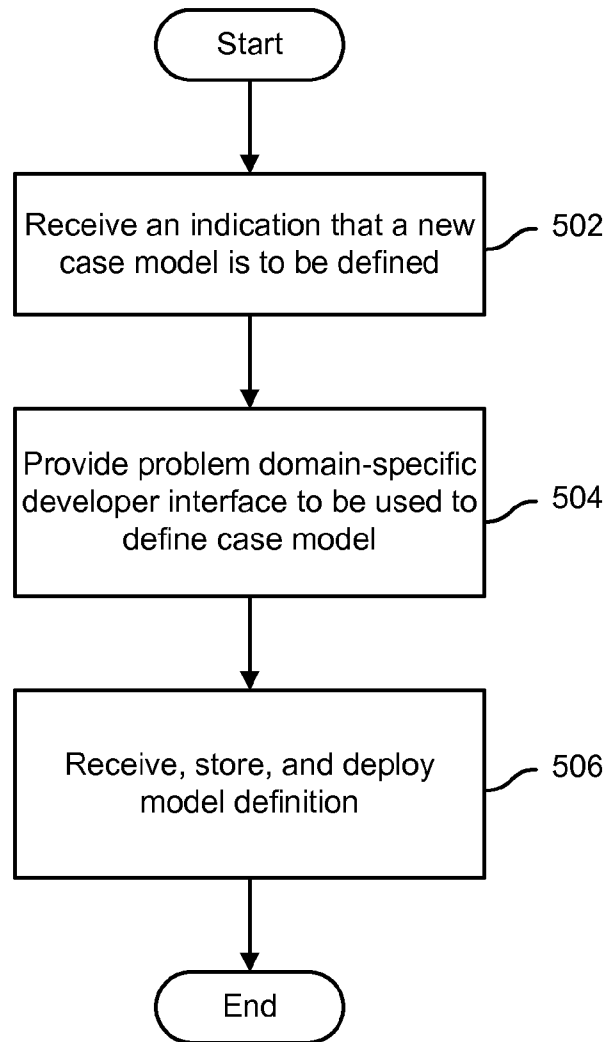 Start
Receive an indication that a new
case model is to be defined
502
Provide problem domain-specific
developer interface to be used to
define case model
504
Receive, store, and deploy
model definition
506
End